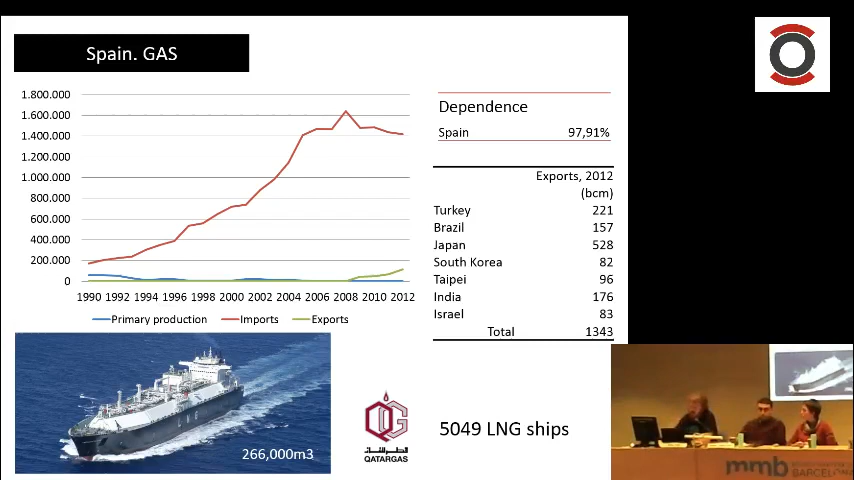 Spain. GAS
1.800.000
1.600.000
1.400.000
1.200.000
1.000.000
800.000
600.000
400.000
200.000
0
1990 1992 1994 1996 1998 2000 2002 2004 2006 2008 2010 2012
Primary production Imports Exports
Dependence
Spain 97,91%
Exports, 2012
(bcm)
Turkey 221
Brazil 157
Japan 528
South Korea 82
Taipei 96
India 176
Israel 83
Total 1343
LNG
266,000m3
QATARGAS
5049 LNG ships
mmb
BARCELONA